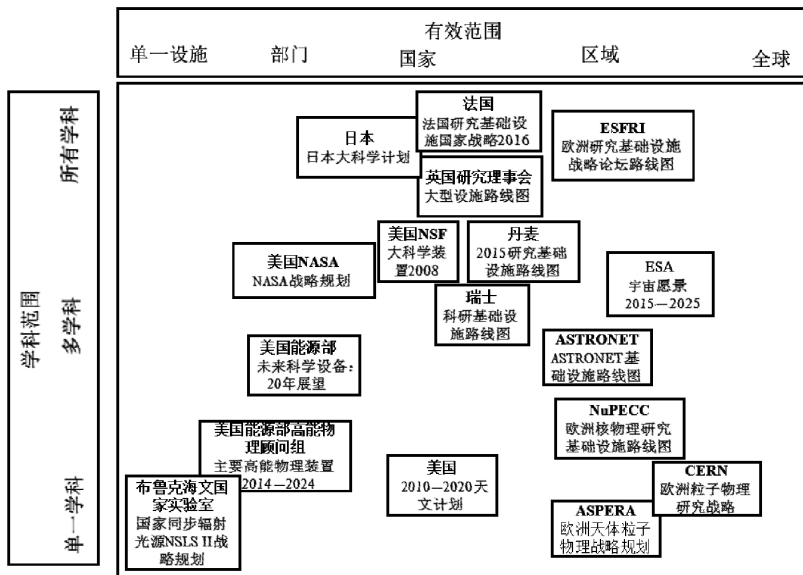 有效范围
单一设施
部门
国家
区域
全球
学科范围
所有学科
多学科
单一学科
法国
法国研究基础设
施国家战略2016
日本
日本大科学计划
ESFRI
欧洲研究基础设施
战略论坛路线图
英国研究理事会
大型设施路线图
美国NSF
大科学装
置2008
丹麦
2015研究基础
设施路线图
美国NASA
NASA战略规划
ESA
宇宙愿景
2015—2025
瑞士
科研基础设
施路线图
美国能源部
未来科学设备：
20年展望
ASTRONET
ASTRONET基
础设施路线图
NuPECC
欧洲核物理研究
基础设施路线图
美国能源部高能物
理顾问组
主要高能物理装置
2014—2024
美国
2010—2020天
文计划
CERN
欧洲粒子物理
研究战略
布鲁克海文国
家实验室
国家同步辐射
光源NSLS II战
略规划
ASPERA
欧洲天体粒子
物理战略规划